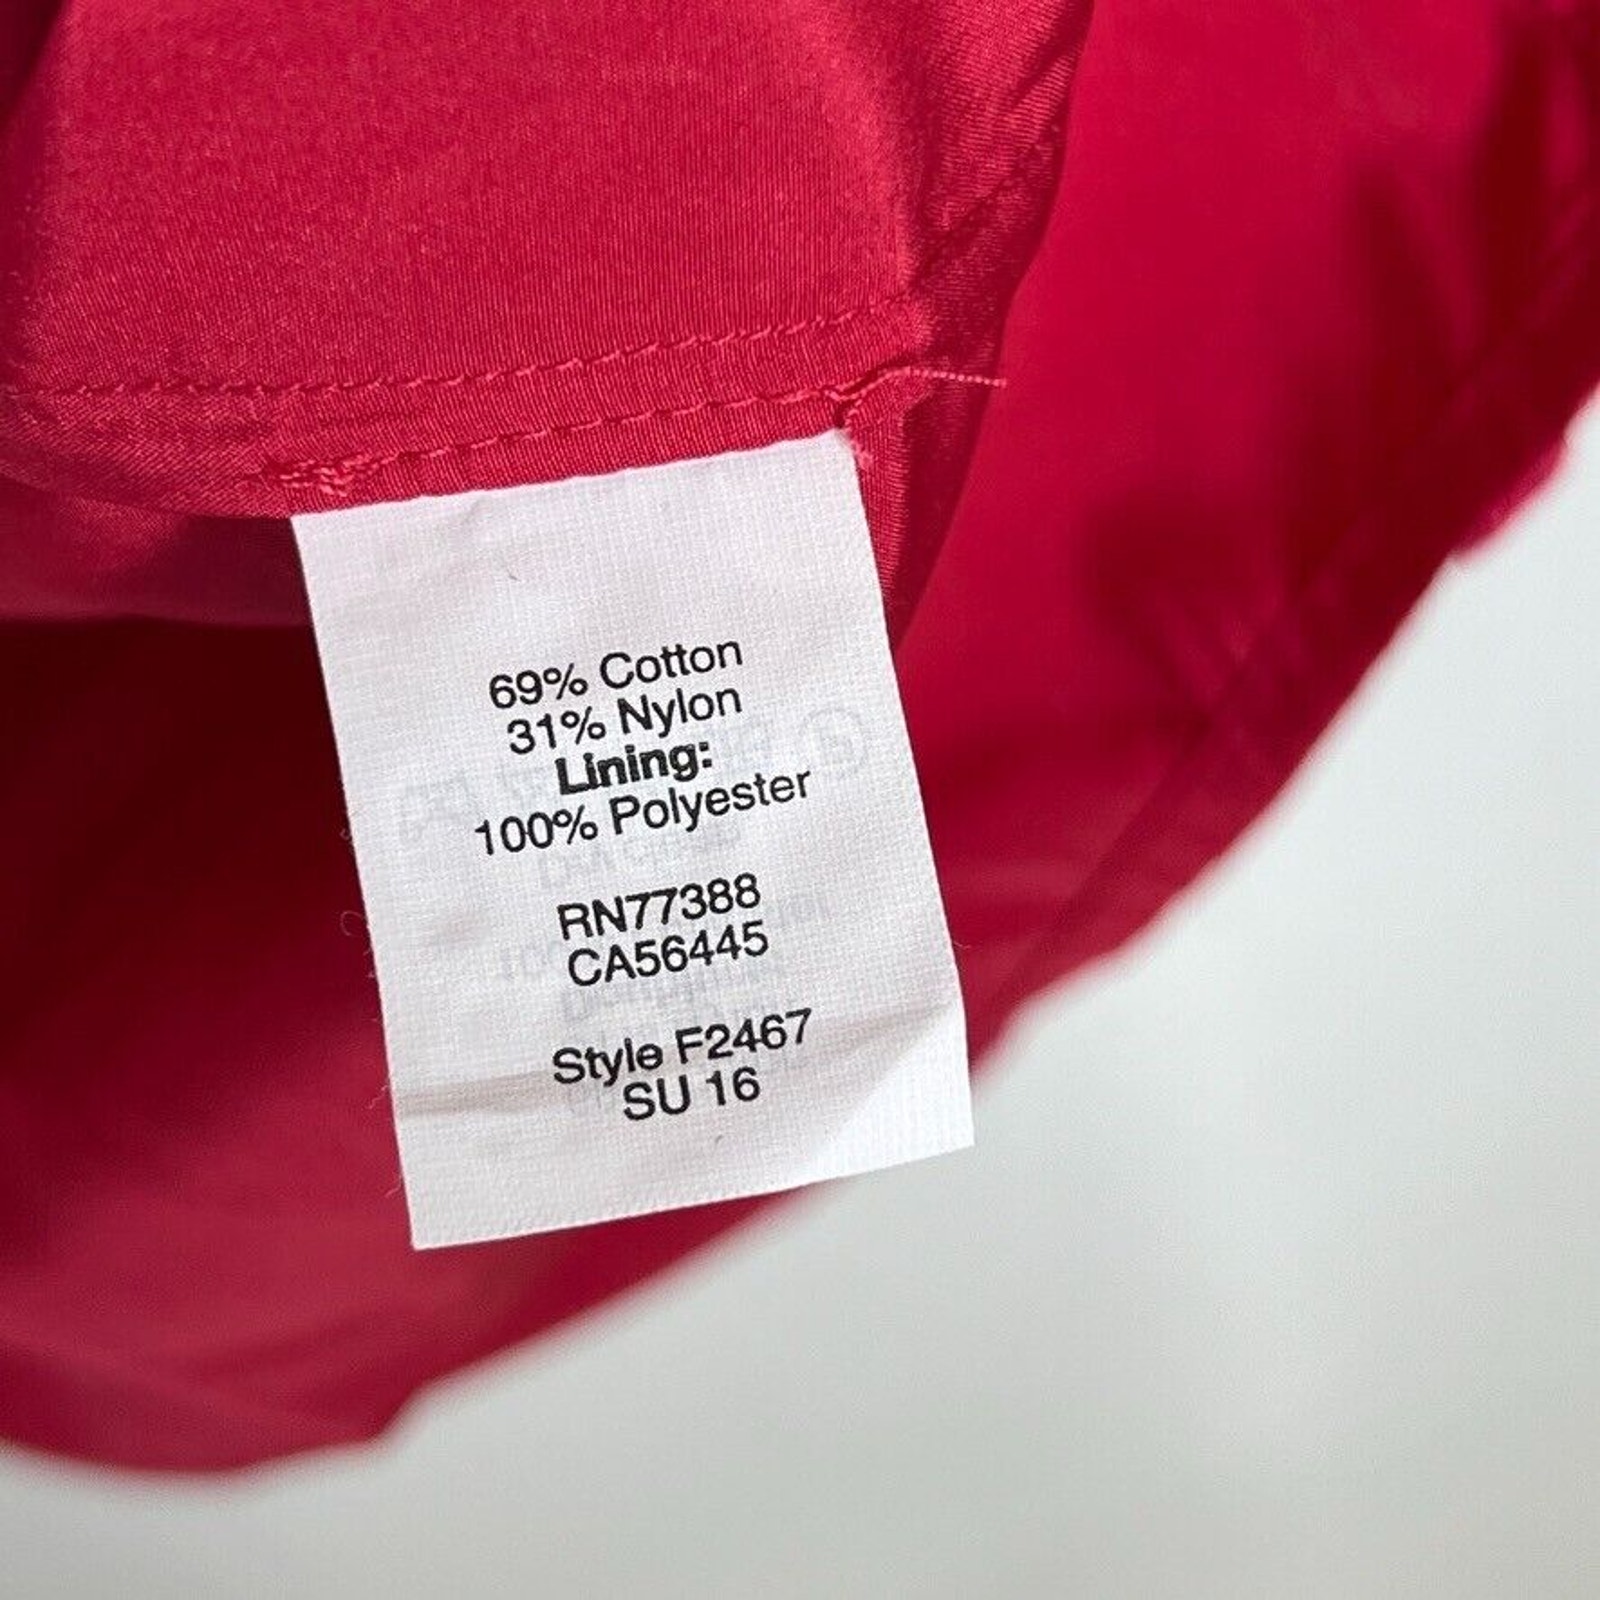 69% Cotton
31% Nylon
Lining:
100% Polyester
RN77388
CA56445
Style F2467
SU 16